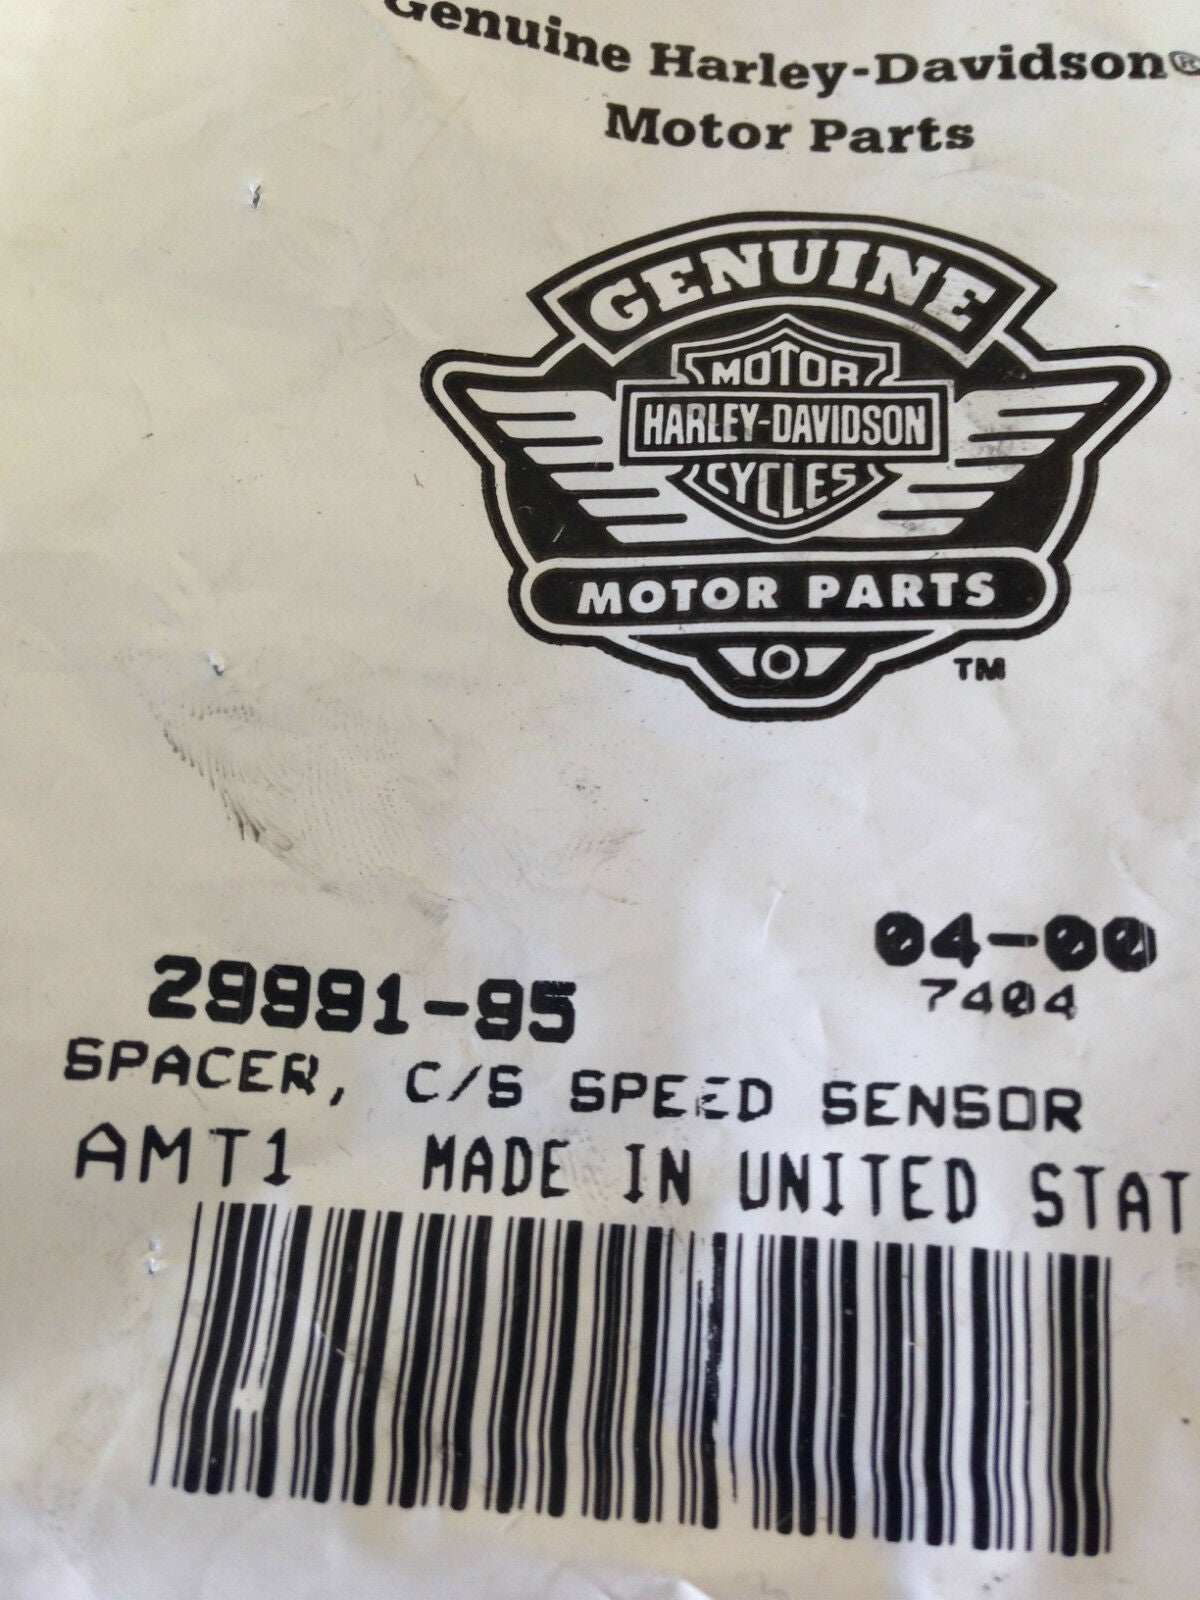 Genuine Harley-Davidson®
Motor Parts
GENUINE
MOTOR
HARLEY-DAVIDSON
CYCLES
MOTOR PARTS
TM
04-00
7404
29991-95
SPACER, C/S SPEED SENSOR
AMT1 MADE IN UNITED STAT